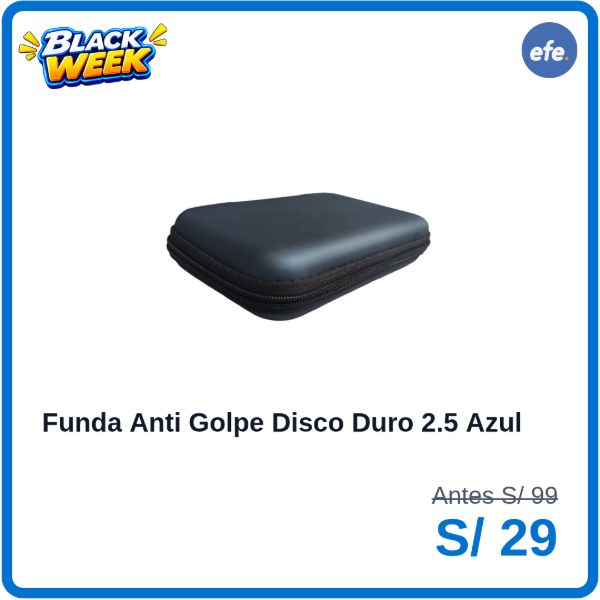 BLACK
WEEK
efe.
Funda Anti Golpe Disco Duro 2.5 Azul
Antes S/ 99
S/ 29